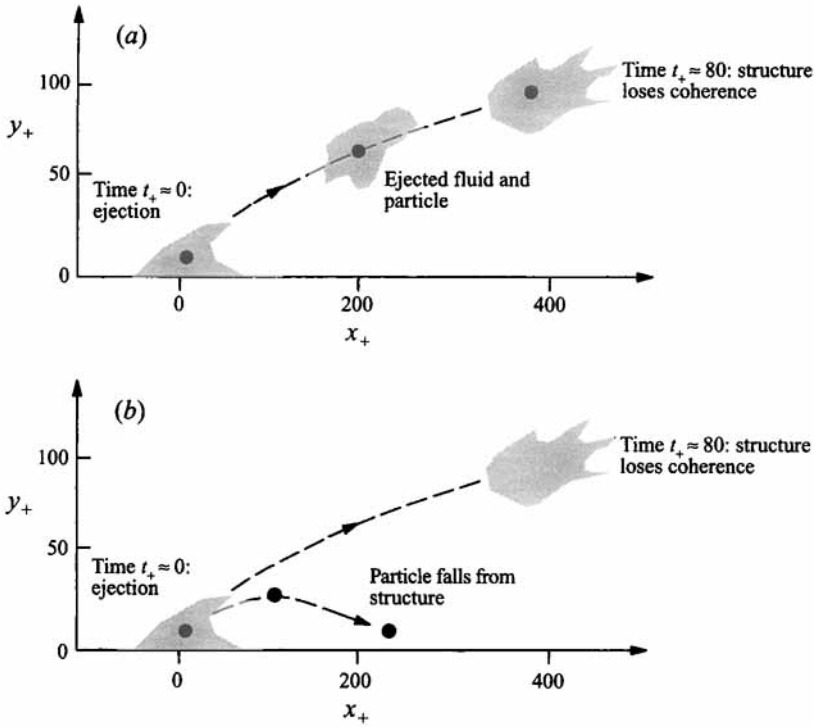 (a)
100
50
0
y+
Time t+ ≈ 0:
ejection
Ejected fluid and
particle
Time t+ ≈ 80: structure
loses coherence
0
200
400
x+
(b)
100
50
0
y+
Time t+ ≈ 0:
ejection
Particle falls from
structure
Time t+ ≈ 80: structure
loses coherence
0
200
400
x+